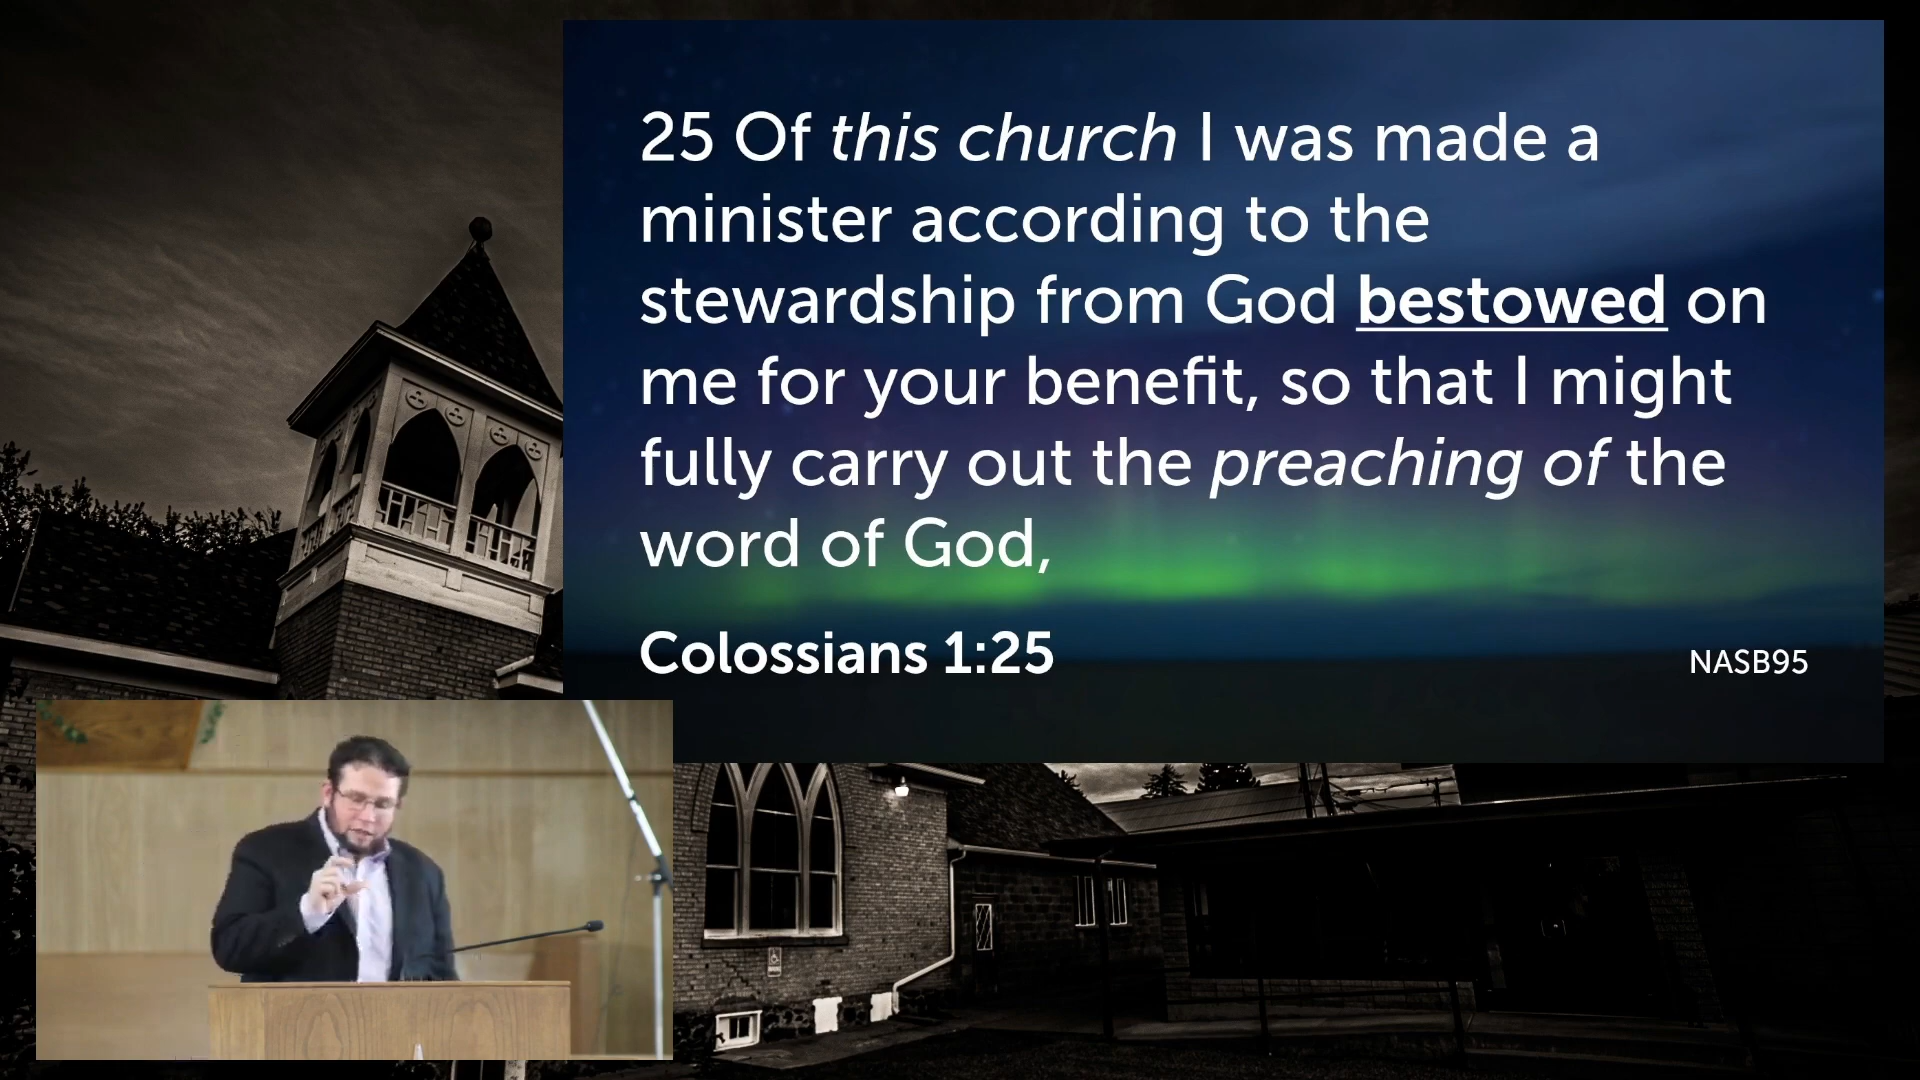 25 Of this church I was made a
minister according to the
stewardship from God bestowed on
me for your benefit, so that I might
fully carry out the preaching of the
word of God,
Colossians 1:25
NASB95